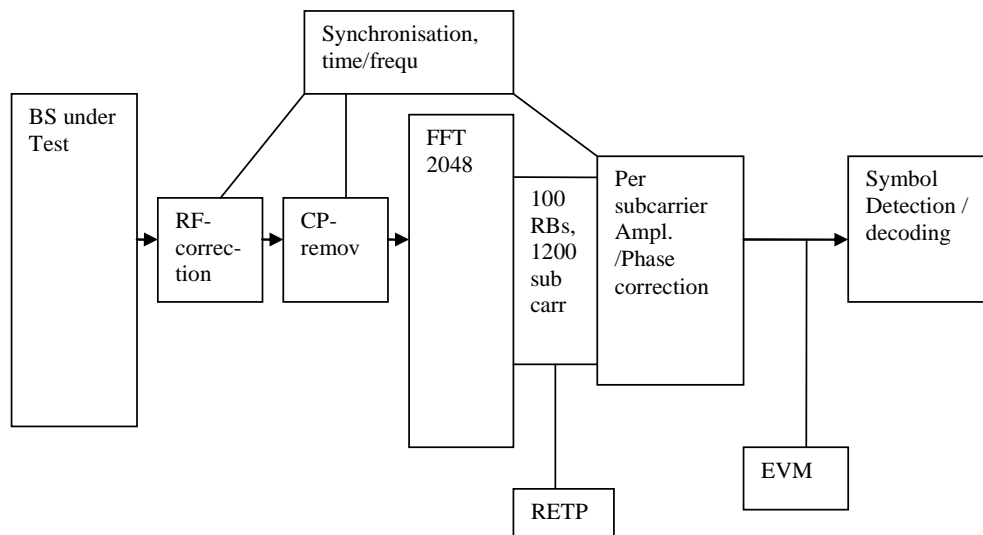 Synchronisation,
time/frequ
BS under
Test
RF-
correc-
tion
CP-
remov
FFT
2048
100
RBs,
1200
sub
carr
Per
subcarrier
Ampl.
/Phase
correction
Symbol
Detection /
decoding
EVM
RETP